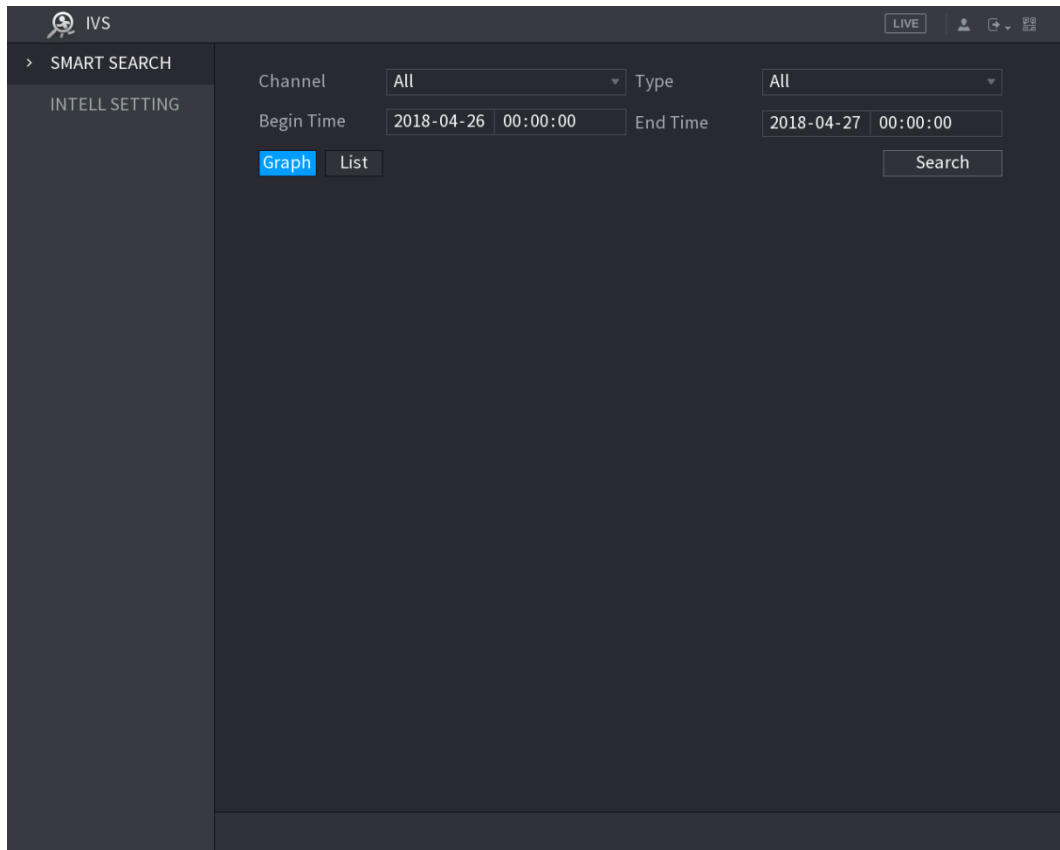 IVS LIVE
SMART SEARCH
INTELL SETTING
Channel All Type All
Begin Time 2018-04-26 00:00:00 End Time 2018-04-27 00:00:00
Graph List Search